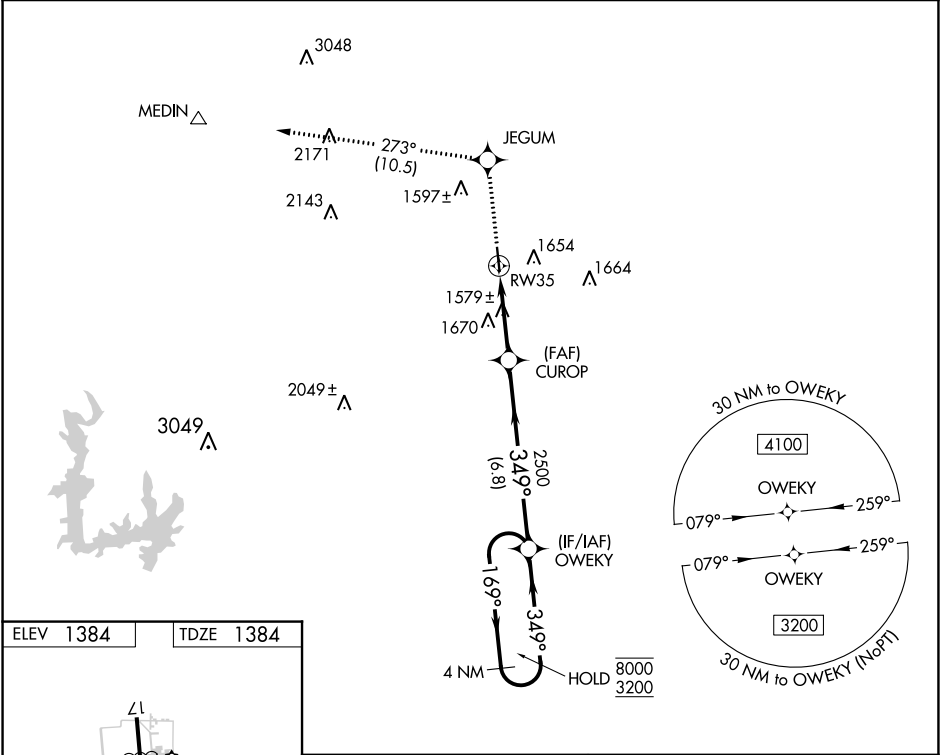 3048
MEDIN
JEGUM
273°
(10.5)
2171
1597±
2143
1654
RW35
1664
1579±
1670
(FAF)
CUROP
2049±
3049
2500
349°
(6.8)
(IF/IAF)
OWEKY
169°
349°
4 NM
HOLD 8000
3200
30 NM to OWEKY
4100
OWEKY
079°
259°
079°
259°
OWEKY
3200
30 NM to OWEKY (NoPT)
ELEV 1384
TDZE 1384
17